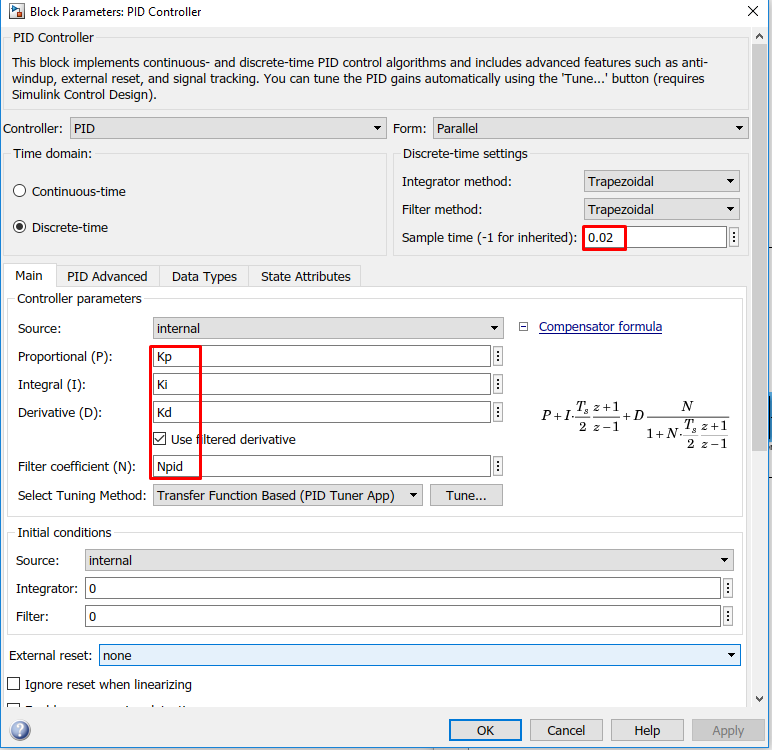 Block Parameters: PID Controller
PID Controller
This block implements continuous- and discrete-time PID control algorithms and includes advanced features such as anti-
windup, external reset, and signal tracking. You can tune the PID gains automatically using the 'Tune...' button (requires
Simulink Control Design).
Controller: PID Form: Parallel
Time domain:
Continuous-time
Discrete-time
Discrete-time settings
Integrator method: Trapezoidal
Filter method: Trapezoidal
Sample time (-1 for inherited): 0.02
Main PID Advanced Data Types State Attributes
Controller parameters
Source: internal
Compensator formula
Proportional (P): Kp
Integral (I): Ki
Derivative (D): Kd
Use filtered derivative
Filter coefficient (N): Npid
P+I·\frac{T_s}{2}\frac{z+1}{z-1}+D\frac{N}{1+N·\frac{T_s}{2}\frac{z+1}{z-1}}
Select Tuning Method: Transfer Function Based (PID Tuner App) Tune...
Initial conditions
Source: internal
Integrator: 0
Filter: 0
External reset: none
Ignore reset when linearizing
OK Cancel Help Apply